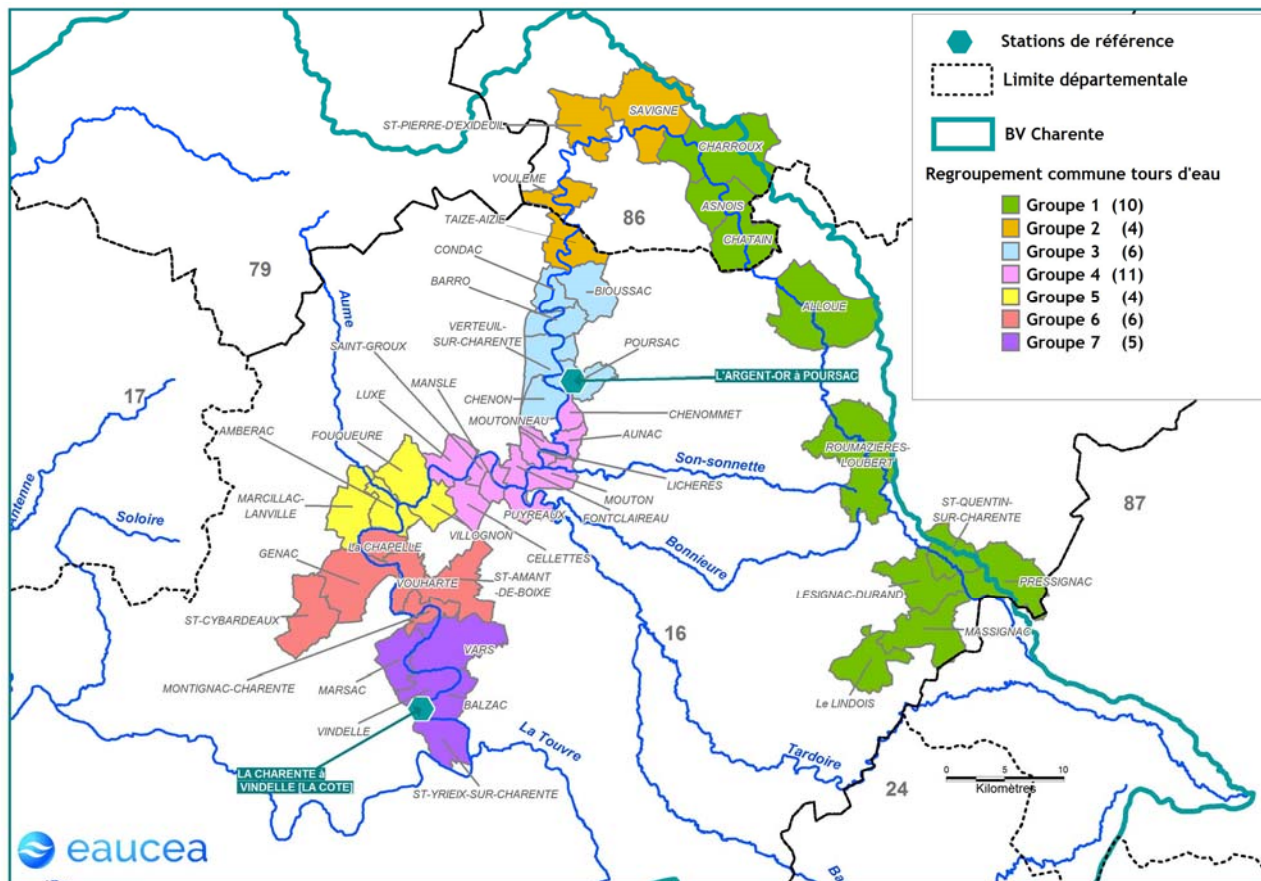 Stations de référence
Limite départementale
BV Charente
Regroupement commune tours d'eau
Groupe 1 (10)
Groupe 2 (4)
Groupe 3 (6)
Groupe 4 (11)
Groupe 5 (4)
Groupe 6 (6)
Groupe 7 (5)
SAVIGNE
ST-PIERRE-D'EXIDEUIL
CHARROUX
VOULEME
86
ASNOIS
TAIZE-AIZIE
CHATAIN
CONDAC
79
BARRO
BIOUSSAC
ALLOUE
Aume
VERTEUIL-
SUR-CHARENTE
SAINT-GROUX
POURSAC
MANSLE
L'ARGENT-OR à POURSAC
17
LUXE
CHENON
CHENOMMET
MOUTONNEAU
AMBERAC
FOUQUEURE
AUNAC
ROUMAZIÈRES-
LOUBERT
Son-sonnette
LICHERES
Antenne
MARCILLAC-
LANVILLE
MOUTON
ST-QUENTIN-
SUR-CHARENTE
87
Soloire
PUYREAUX
FONTCLAIREAU
VILLOGNON
Bonnieure
La CHAPELLE
GENAC
CELLETTES
VOUHARTE
ST-AMANT
-DE-BOIXE
PRESSIGNAC
LESIGNAC-DURAND
ST-CYBARDEAUX
16
MASSIGNAC
VARS
MONTIGNAC-CHARENTE
MARSAC
Le LINDOIS
BALZAC
VINDELLE
La Touvre
Tardoire
LA CHARENTE à
VINDELLE [LA COTE]
0 5 10
Kilomètres
24
ST-YRIEIX-SUR-CHARENTE
eaucea